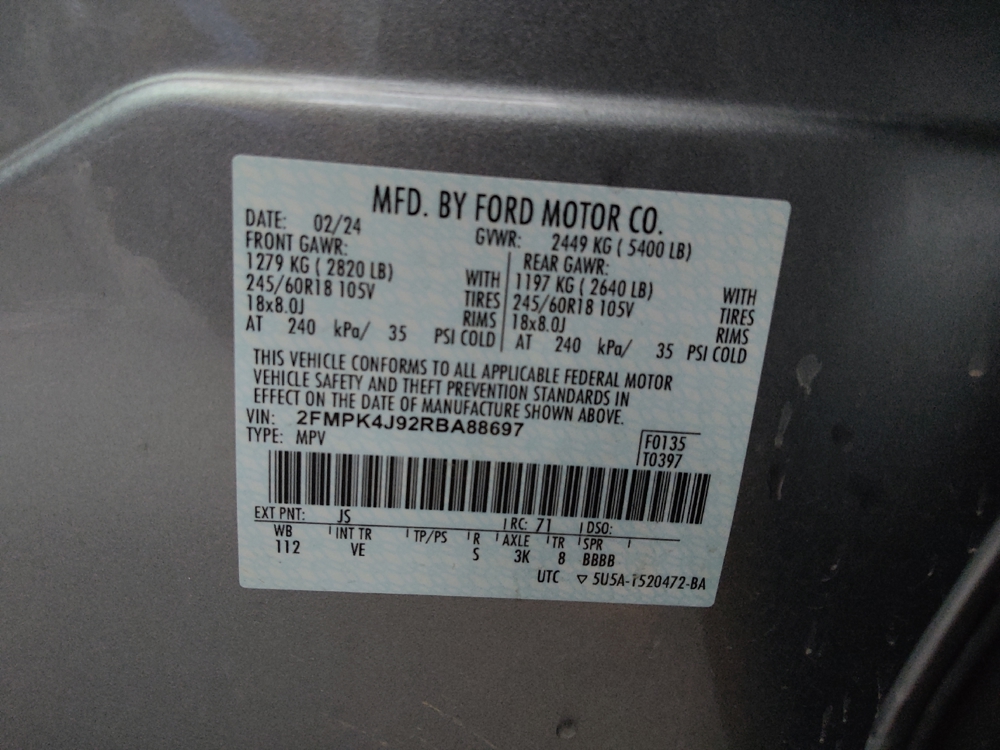 MFD. BY FORD MOTOR CO.
DATE: 02/24 GVWR: 2449 KG ( 5400 LB)
FRONT GAWR: REAR GAWR:
1279 KG ( 2820 LB) WITH 1197 KG ( 2640 LB) WITH
245/60R18 105V TIRES 245/60R18 105V TIRES
18x8.0J RIMS 18x8.0J RIMS
AT 240 kPa/ 35 PSI COLD AT 240 kPa/ 35 PSI COLD
THIS VEHICLE CONFORMS TO ALL APPLICABLE FEDERAL MOTOR
VEHICLE SAFETY AND THEFT PREVENTION STANDARDS IN
EFFECT ON THE DATE OF MANUFACTURE SHOWN ABOVE.
VIN: 2FMPK4J92RBA88697
TYPE: MPV
F0135
T0397
EXT PNT: JS RC: 71 DSO:
WB INT TR TP/PS R AXLE TR SPR
112 VE S 3K 8 BBBB
UTC ▽ 5U5A-1520472-BA